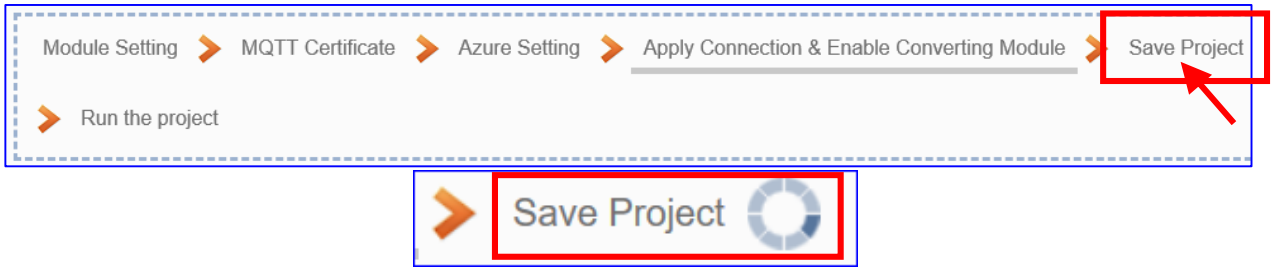 Module Setting MQTT Certificate Azure Setting Apply Connection & Enable Converting Module Save Project
Run the project
Save Project